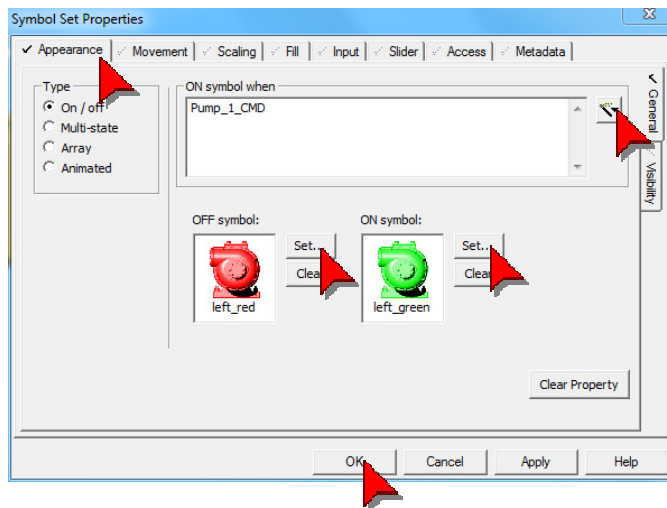 Symbol Set Properties
Appearance Movement Scaling Fill Input Slider Access Metadata
Type
On / off
Multi-state
Array
Animated
ON symbol when
Pump_1_CMD
General
Visibility
OFF symbol:
ON symbol:
Set...
Clear
left_red
Set...
Clear
left_green
Clear Property
OK Cancel Apply Help